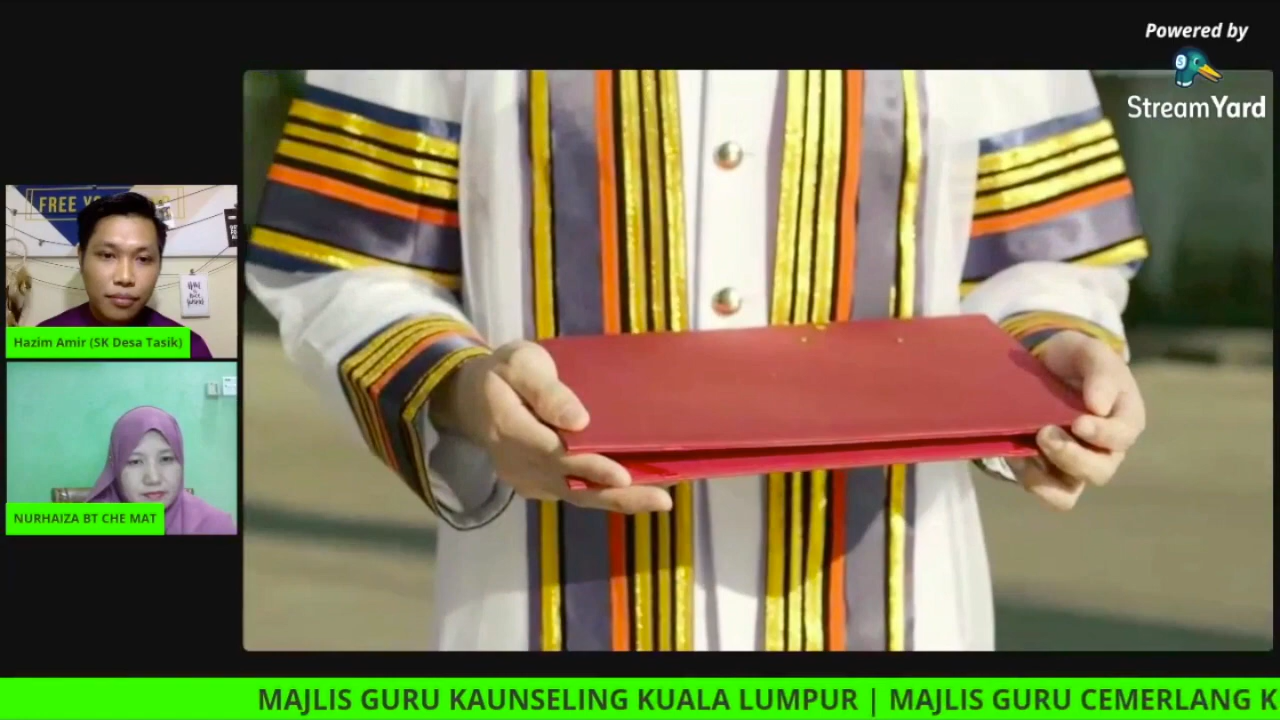 Powered by
StreamYard
FREE
Hazim Amir (SK Desa Tasik)
NURHAIZA BT CHE MAT
MAJLIS GURU KAUNSELING KUALA LUMPUR | MAJLIS GURU CEMERLANG K